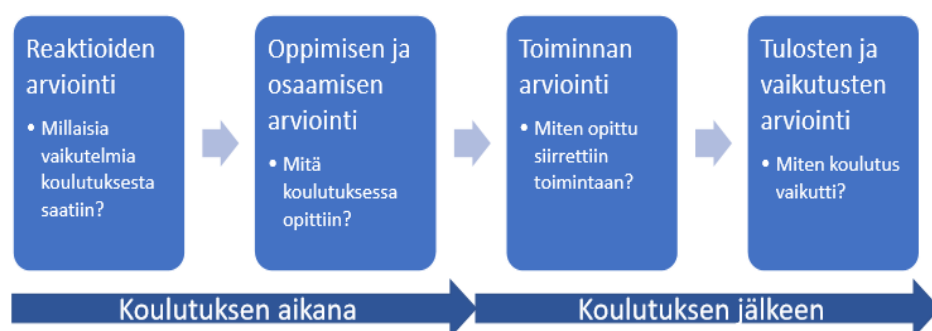 Reaktioiden
arviointi
• Millaisia
vaikutelmia
koulutuksesta
saatiin?
Oppimisen ja
osaamisen
arviointi
• Mitä
koulutuksessa
opittiin?
Toiminnan
arviointi
• Miten opittu
siirrettiin
toimintaan?
Tulosten ja
vaikutusten
arviointi
• Miten koulutus
vaikutti?
Koulutuksen aikana
Koulutuksen jälkeen